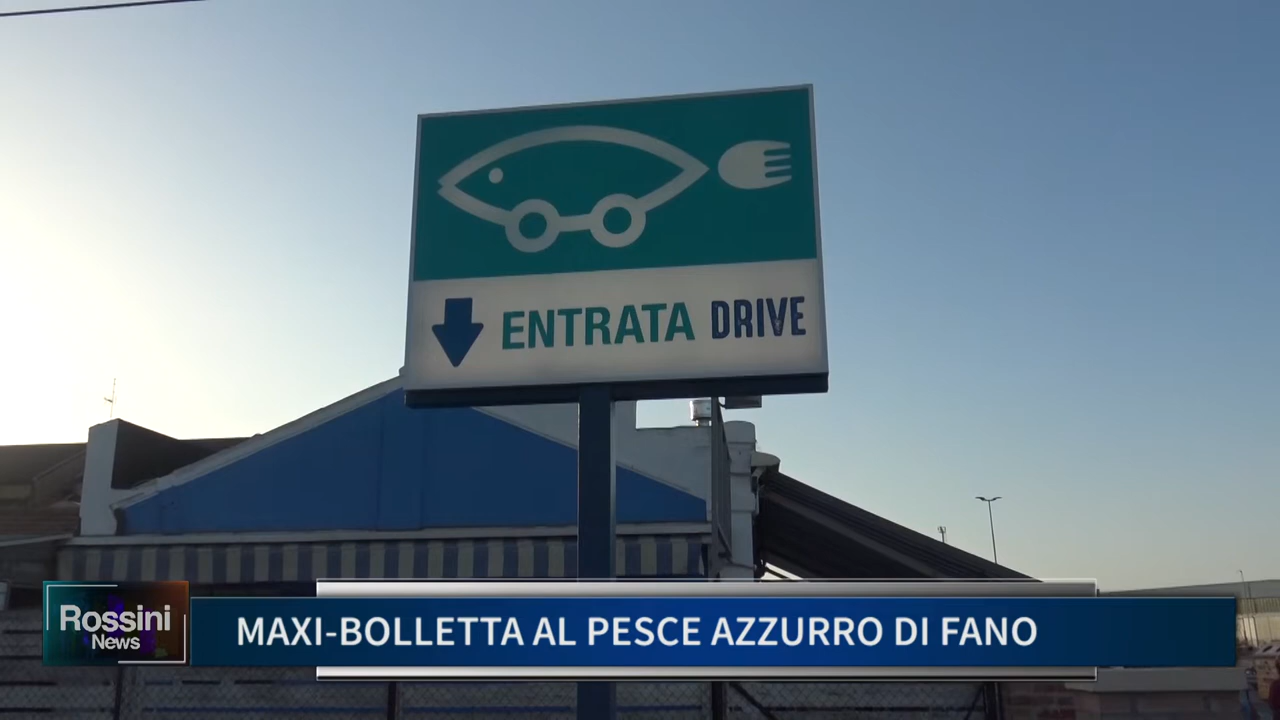 ENTRATA DRIVE
Rossini
News
MAXI-BOLLETTA AL PESCE AZZURRO DI FANO